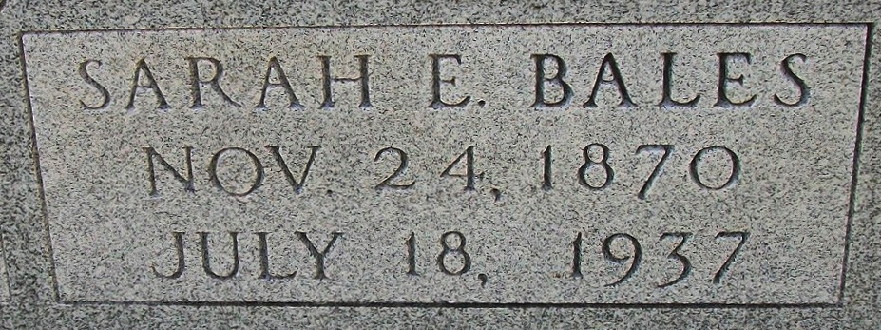 SARAH E. BALES
NOV. 24, 1870
JULY 18, 1937